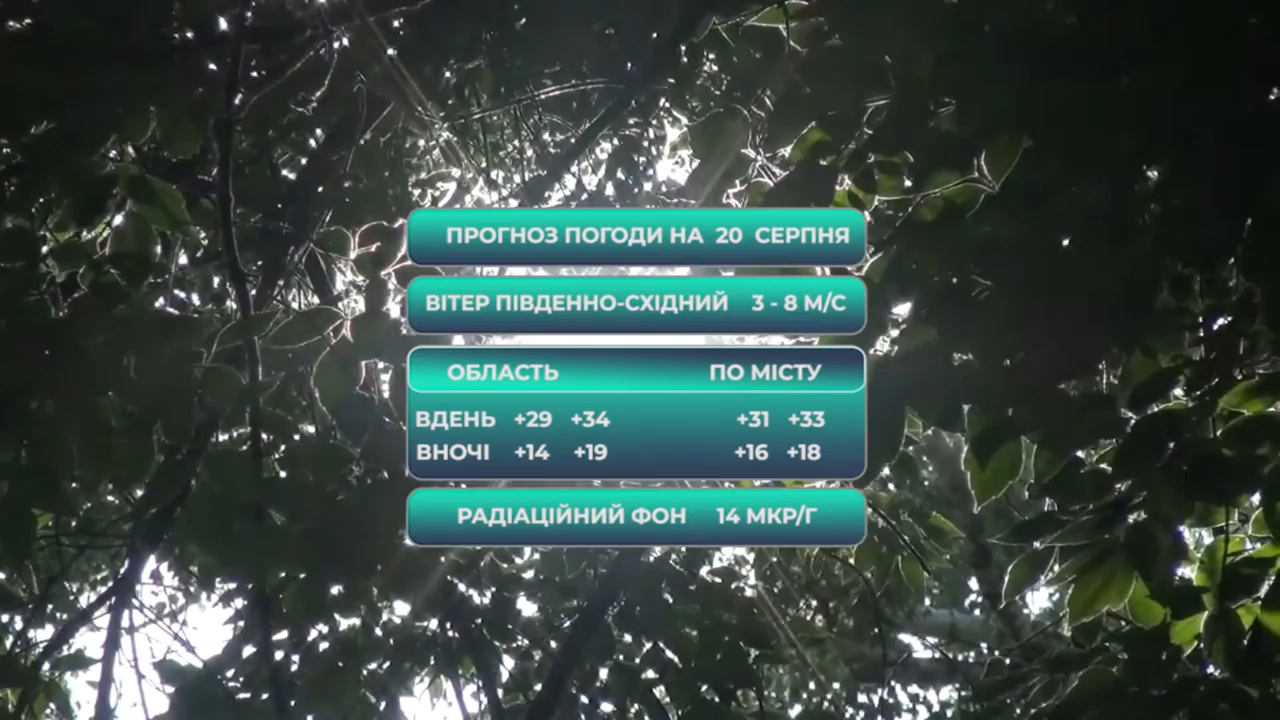 ПРОГНОЗ ПОГОДИ НА 20 СЕРПНЯ
ВІТЕР ПІВДЕННО-СХІДНИЙ 3 - 8 М/С
ОБЛАСТЬ ПО МІСТУ
ВДЕНЬ +29 +34 +31 +33
ВНОЧІ +14 +19 +16 +18
РАДІАЦІЙНИЙ ФОН 14 МКР/Г